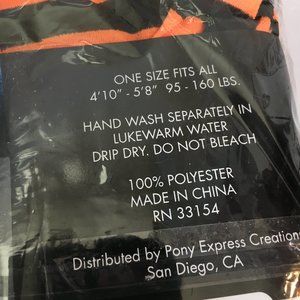 ONE SIZE FITS ALL
4'10" - 5'8" 95 - 160 LBS.
HAND WASH SEPARATELY IN
LUKEWARM WATER
DRIP DRY. DO NOT BLEACH
100% POLYESTER
MADE IN CHINA
RN 33154
Distributed by Pony Express Creations
San Diego, CA